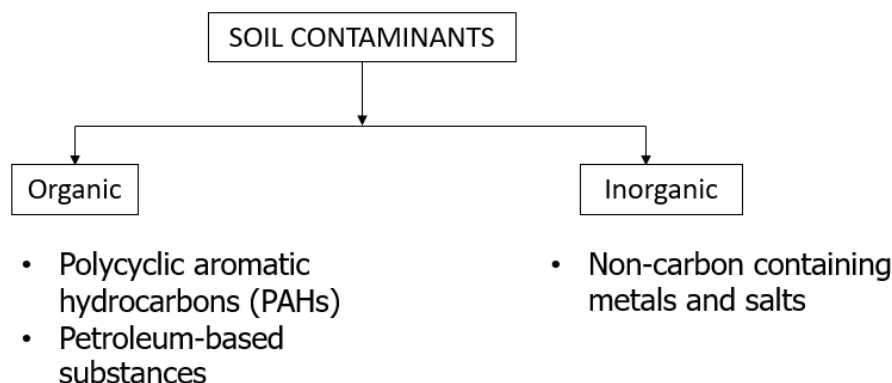 SOIL CONTAMINANTS
Organic
Inorganic
• Polycyclic aromatic
hydrocarbons (PAHs)
• Petroleum-based
substances
• Non-carbon containing
metals and salts